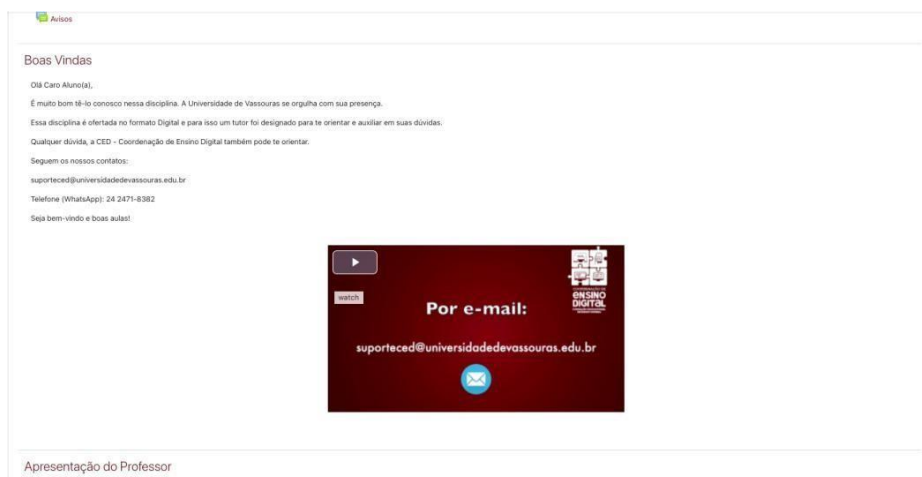 Avisos
Boas Vindas
Olá Caro Aluno(a),
É muito bom tê-lo conosco nessa disciplina. A Universidade de Vassouras se orgulha com sua presença.
Essa disciplina é ofertada no formato Digital e para isso um tutor foi designado para te orientar e auxiliar em suas dúvidas.
Qualquer dúvida, a CED - Coordenação de Ensino Digital também pode te orientar.
Seguem os nossos contatos:
suporteced@universidadedevassouras.edu.br
Telefone (WhatsApp): 24 2471-8382
Seja bem-vindo e boas aulas!
watch
ensino
DIGITAL
Por e-mail:
suporteced@universidadedevassouras.edu.br
Apresentação do Professor